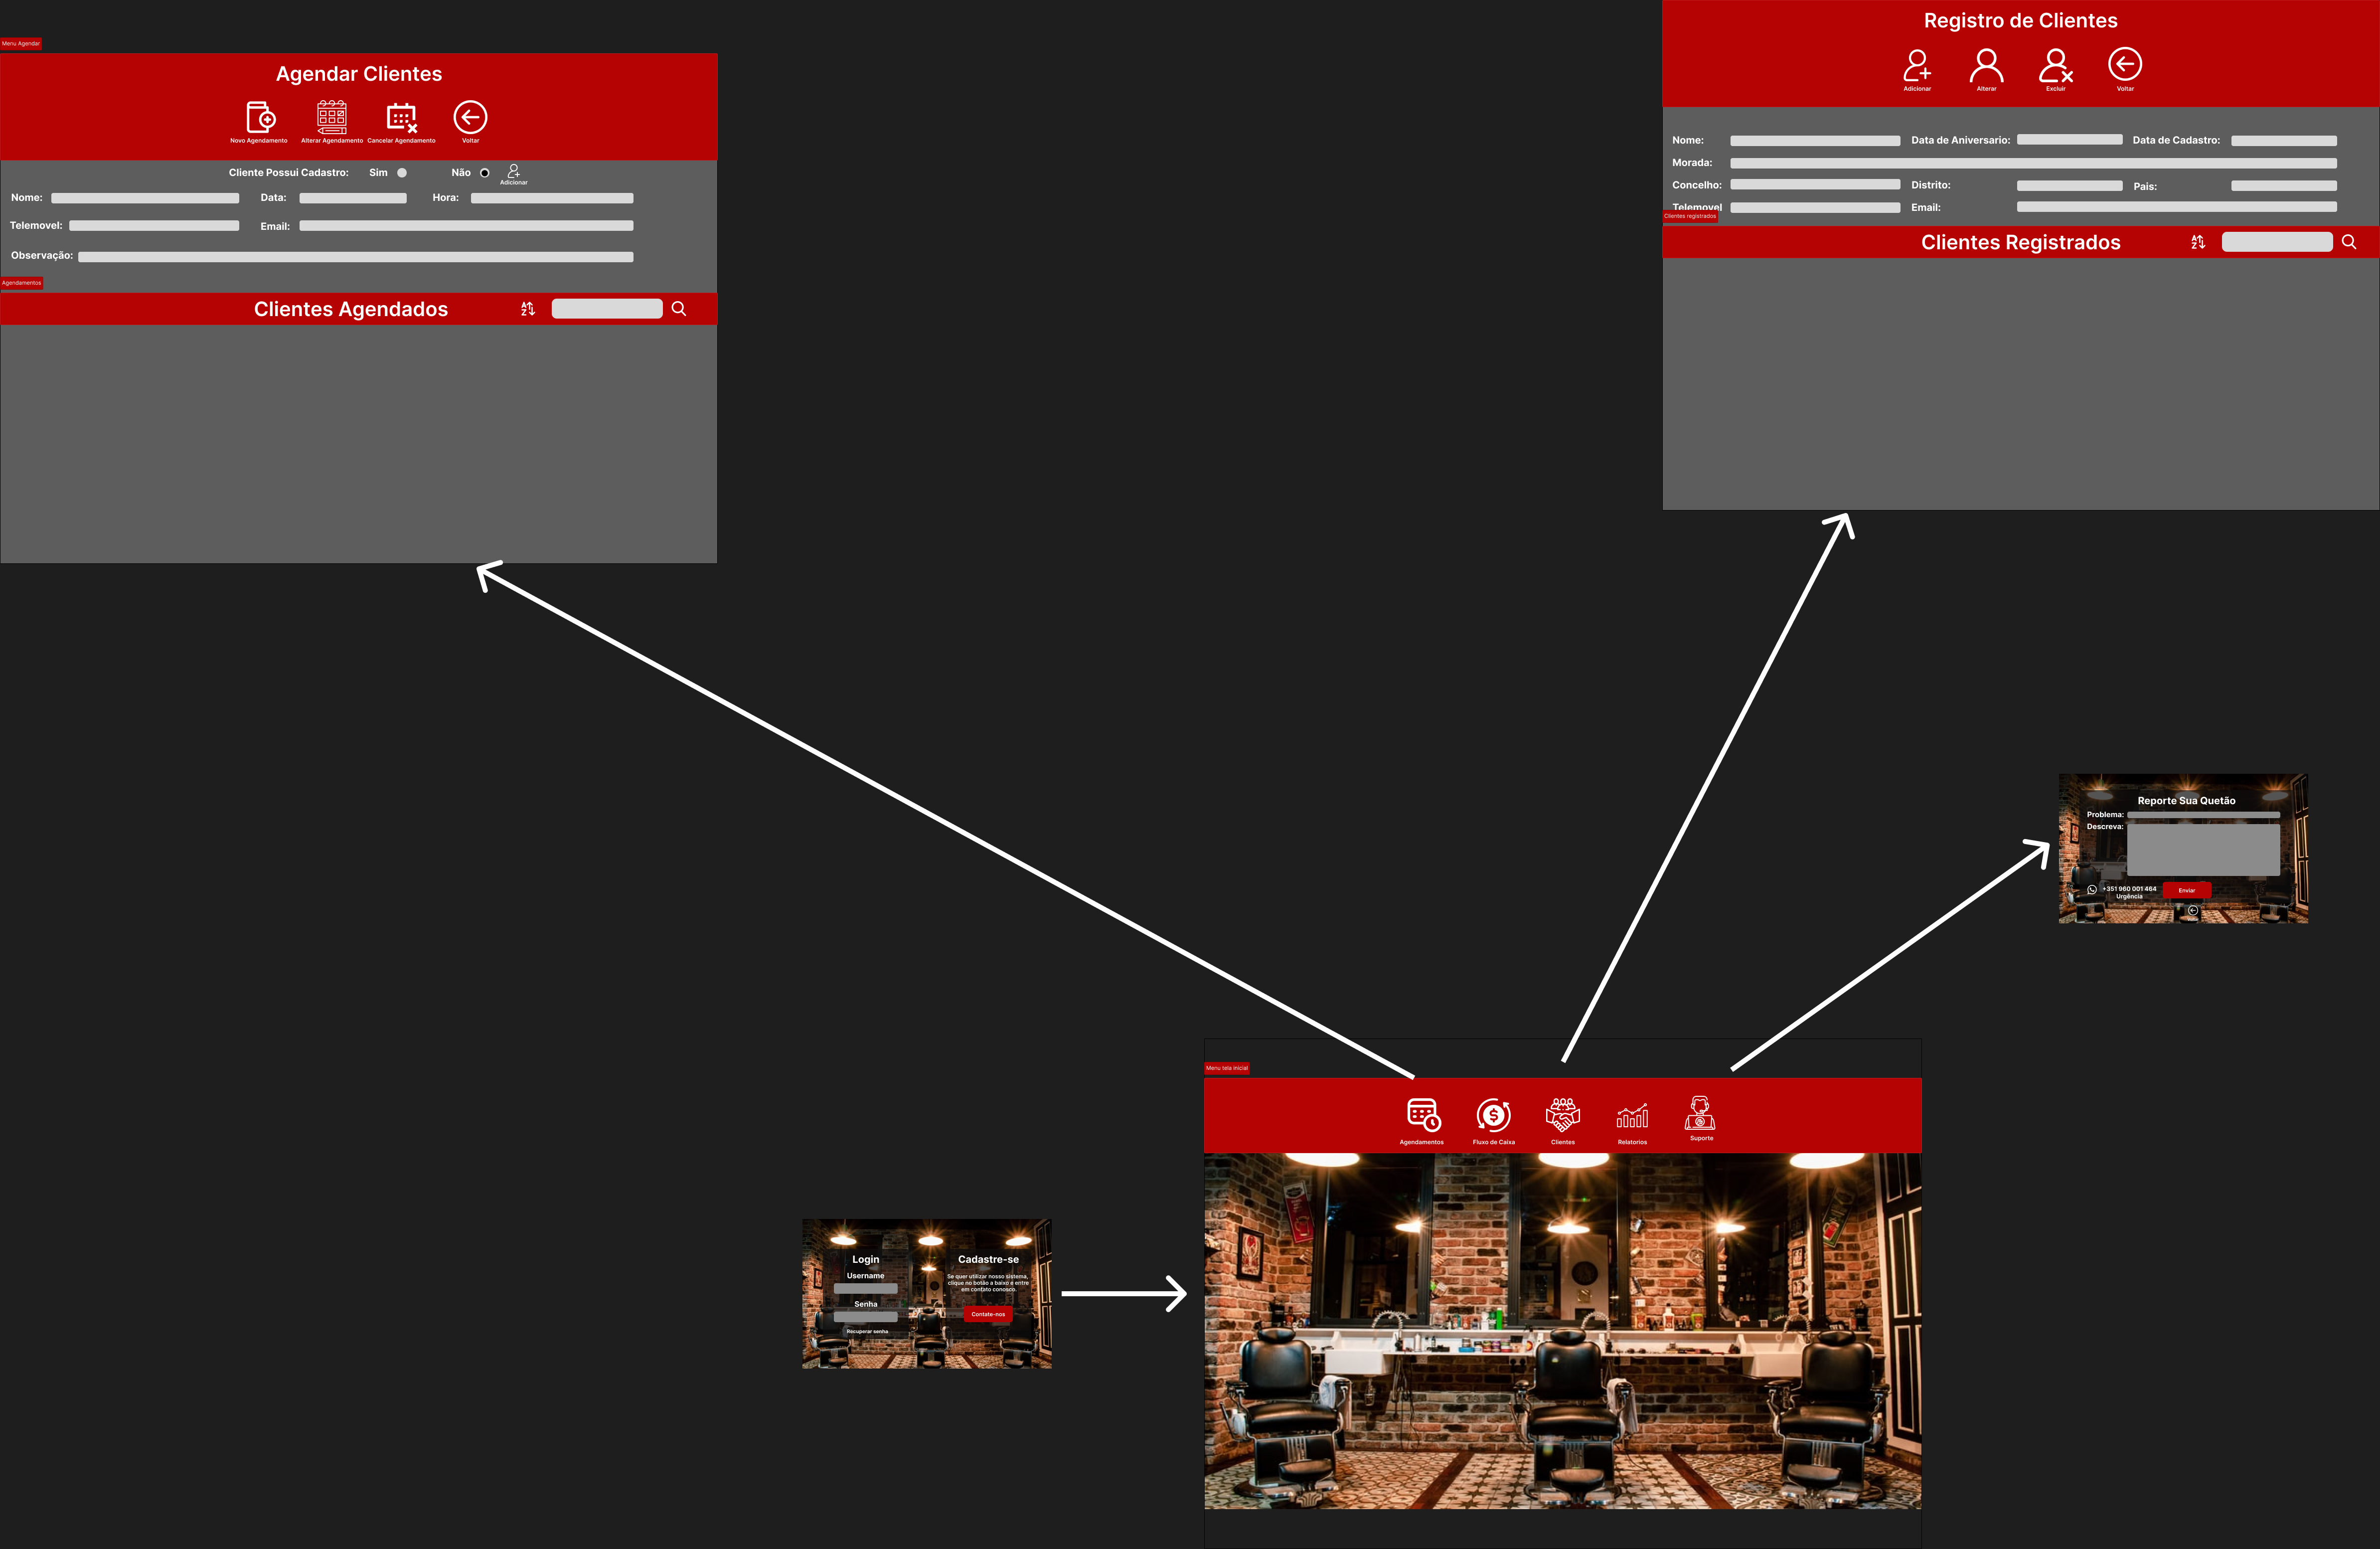 Menu Agendar
Agendar Clientes
Novo Agendamento
Alterar Agendamento
Cancelar Agendamento
Voltar
Cliente Possui Cadastro:
Sim
Não
Adicionar
Nome:
Data:
Hora:
Telemovel:
Email:
Observação:
Agendamentos
Clientes Agendados
Registro de Clientes
Adicionar
Alterar
Excluir
Voltar
Nome:
Data de Aniversario:
Data de Cadastro:
Morada:
Concelho:
Distrito:
Pais:
Telemovel
Email:
Clientes registrados
Clientes Registrados
Reporte Sua Quetão
Problema:
Descreva:
+351 960 001 464
Urgência
Enviar
Menu tela inicial
Agendamentos
Fluxo de Caixa
Clientes
Relatorios
Suporte
Login
Username
Senha
Recuperar senha
Cadastre-se
Se quer utilizar nosso sistema,
clique no botão a baixo e entre
em contato conosco.
Contate-nos